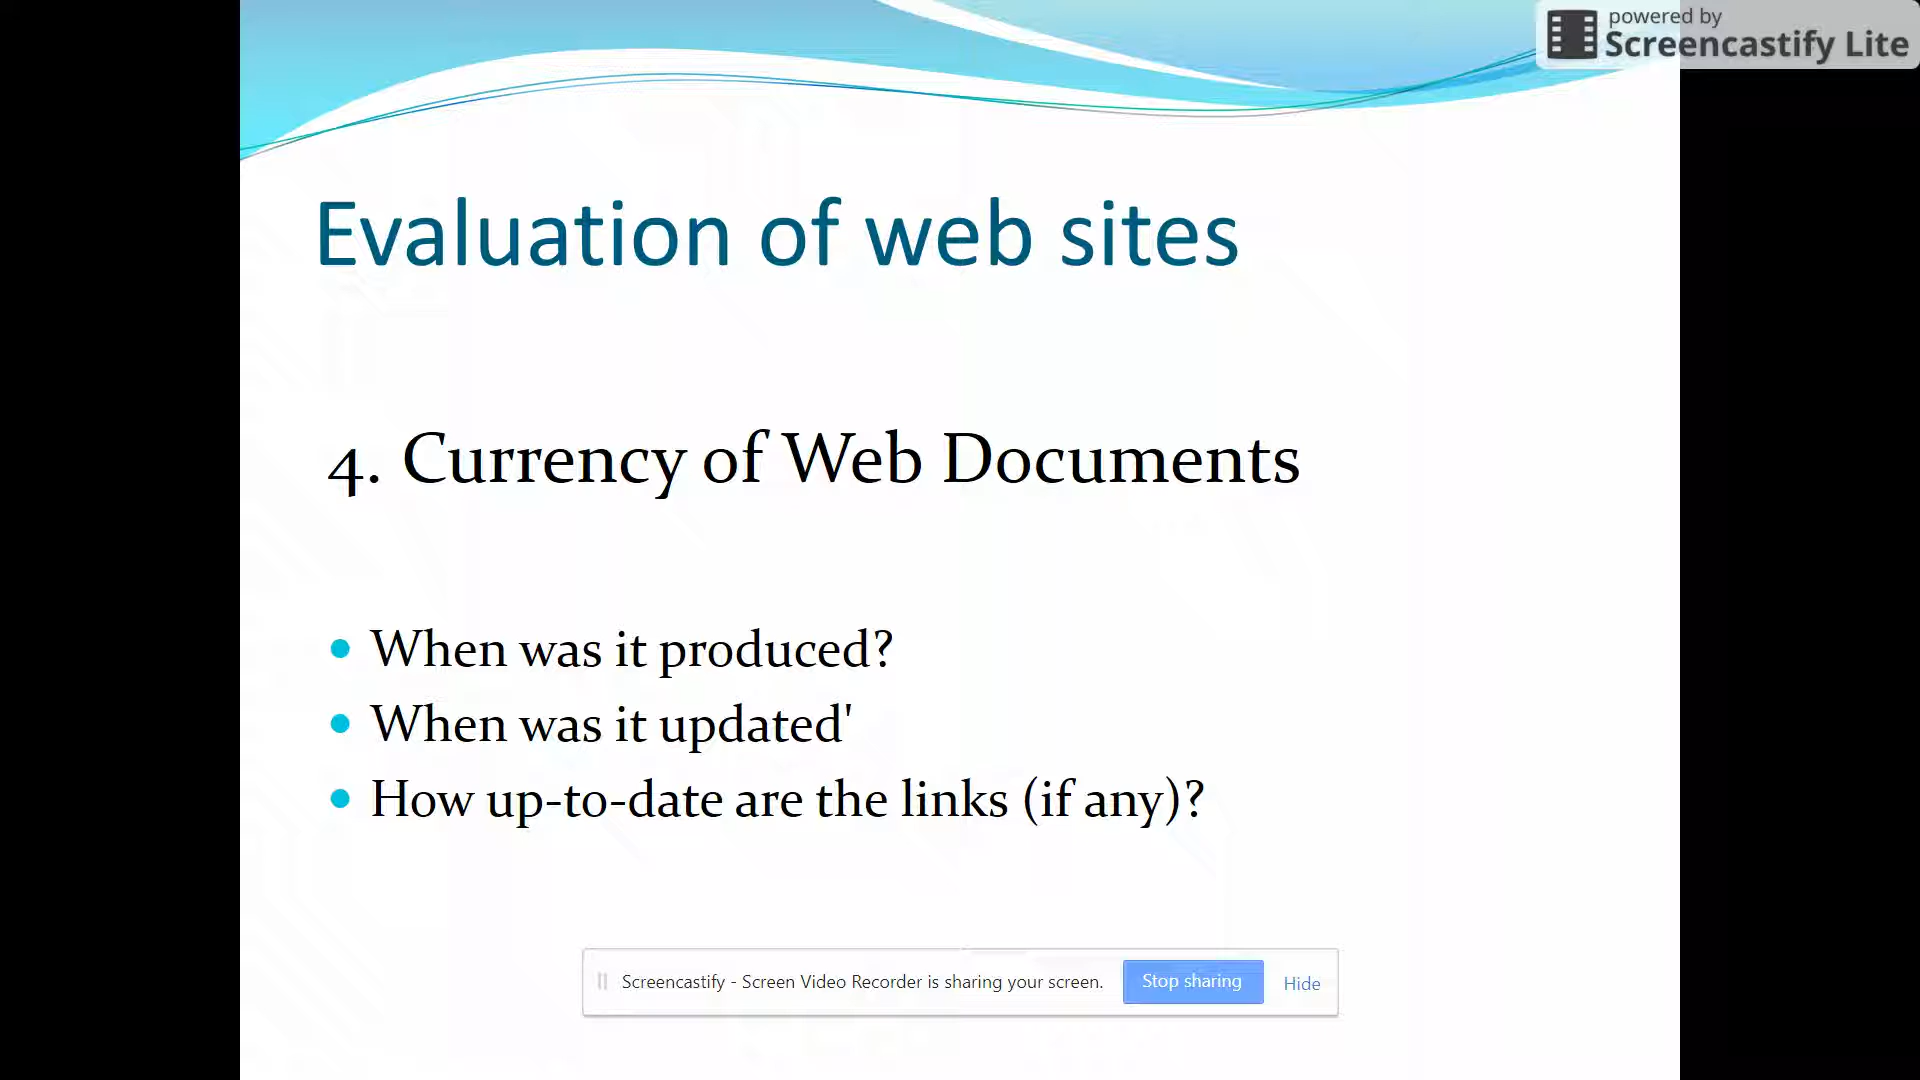 powered by
Screencastify Lite
Evaluation of web sites
4. Currency of Web Documents
• When was it produced?
• When was it updated'
• How up-to-date are the links (if any)?
Screencastify - Screen Video Recorder is sharing your screen. Stop sharing Hide